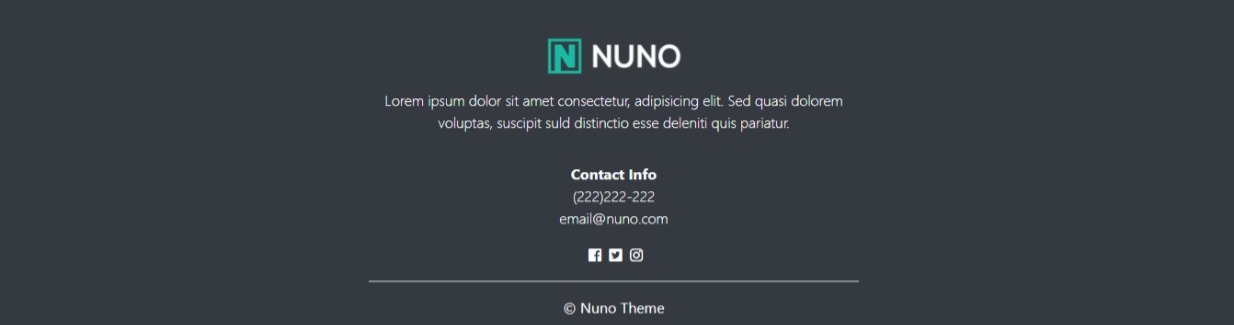 N NUNO
Lorem ipsum dolor sit amet consectetur, adipisicing elit. Sed quasi dolorem
voluptas, suscipit suld distinctio esse deleniti quis pariatur.
Contact Info
(222)222-222
email@nuno.com
© Nuno Theme